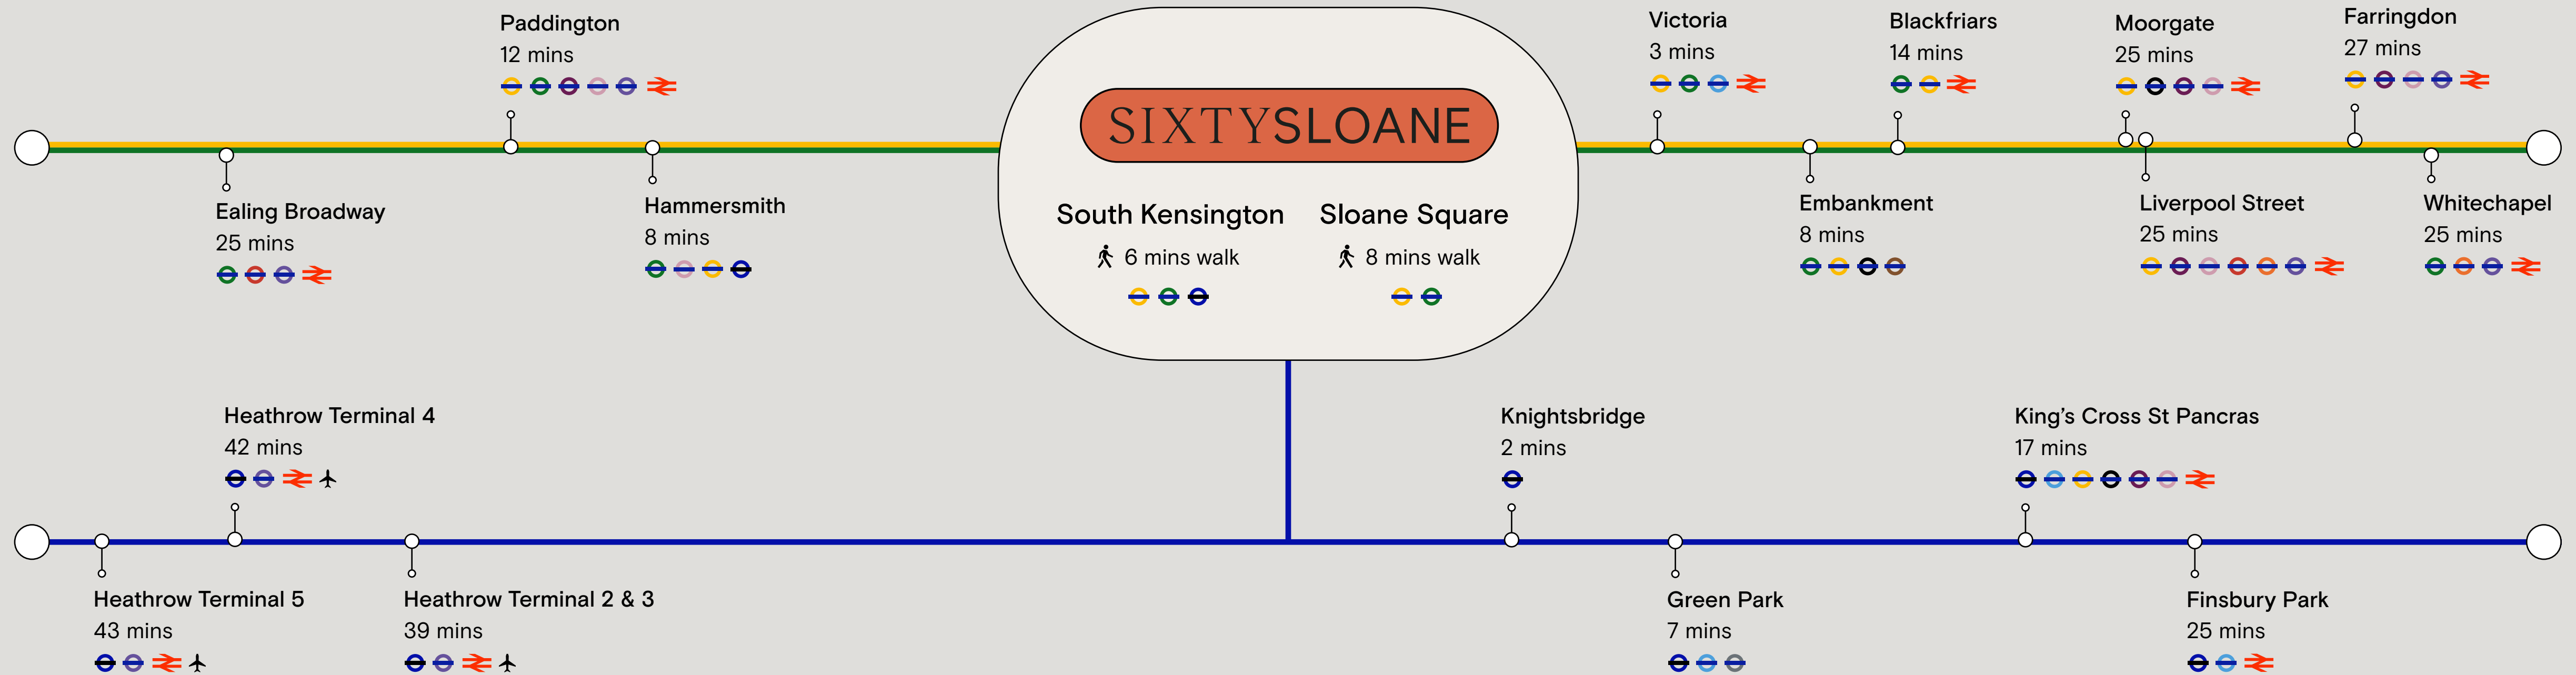 Paddington
12 mins
Ealing Broadway
25 mins
Hammersmith
8 mins
SIXTYSLOANE
South Kensington
6 mins walk
Sloane Square
8 mins walk
Victoria
3 mins
Blackfriars
14 mins
Moorgate
25 mins
Farringdon
27 mins
Embankment
8 mins
Liverpool Street
25 mins
Whitechapel
25 mins
Heathrow Terminal 4
42 mins
Heathrow Terminal 5
43 mins
Heathrow Terminal 2 & 3
39 mins
Knightsbridge
2 mins
King’s Cross St Pancras
17 mins
Green Park
7 mins
Finsbury Park
25 mins